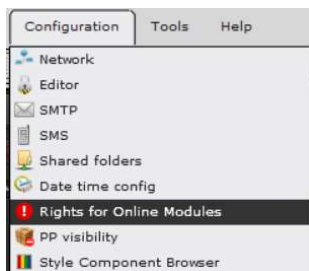 Configuration Tools Help
Network
Editor
SMTP
SMS
Shared folders
Date time config
Rights for Online Modules
PP visibility
Style Component Browser